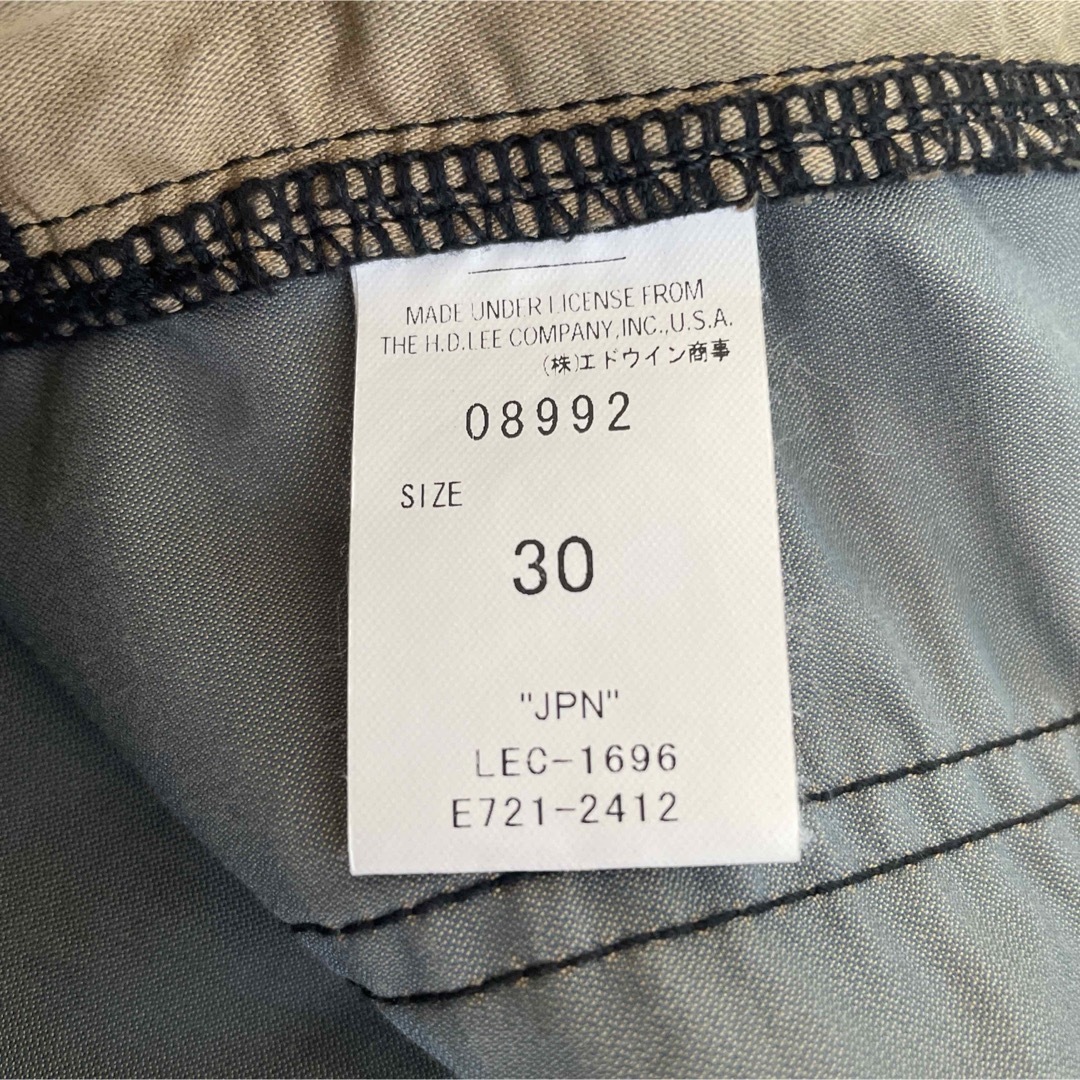 MADE UNDER LICENSE FROM
THE H.D.LEE COMPANY,INC.,U.S.A.
(株)エドウイン商事
08992
SIZE
30
"JPN"
LEC-1696
E721-2412